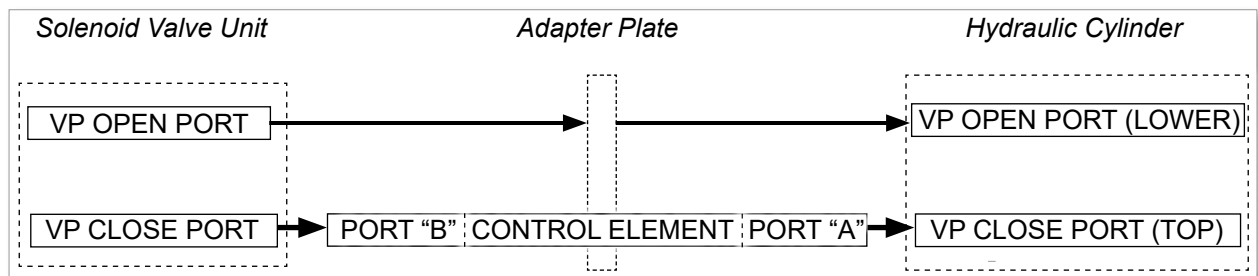 Solenoid Valve Unit
Adapter Plate
Hydraulic Cylinder
VP OPEN PORT
VP OPEN PORT (LOWER)
VP CLOSE PORT
PORT “B”
CONTROL ELEMENT
PORT “A”
VP CLOSE PORT (TOP)